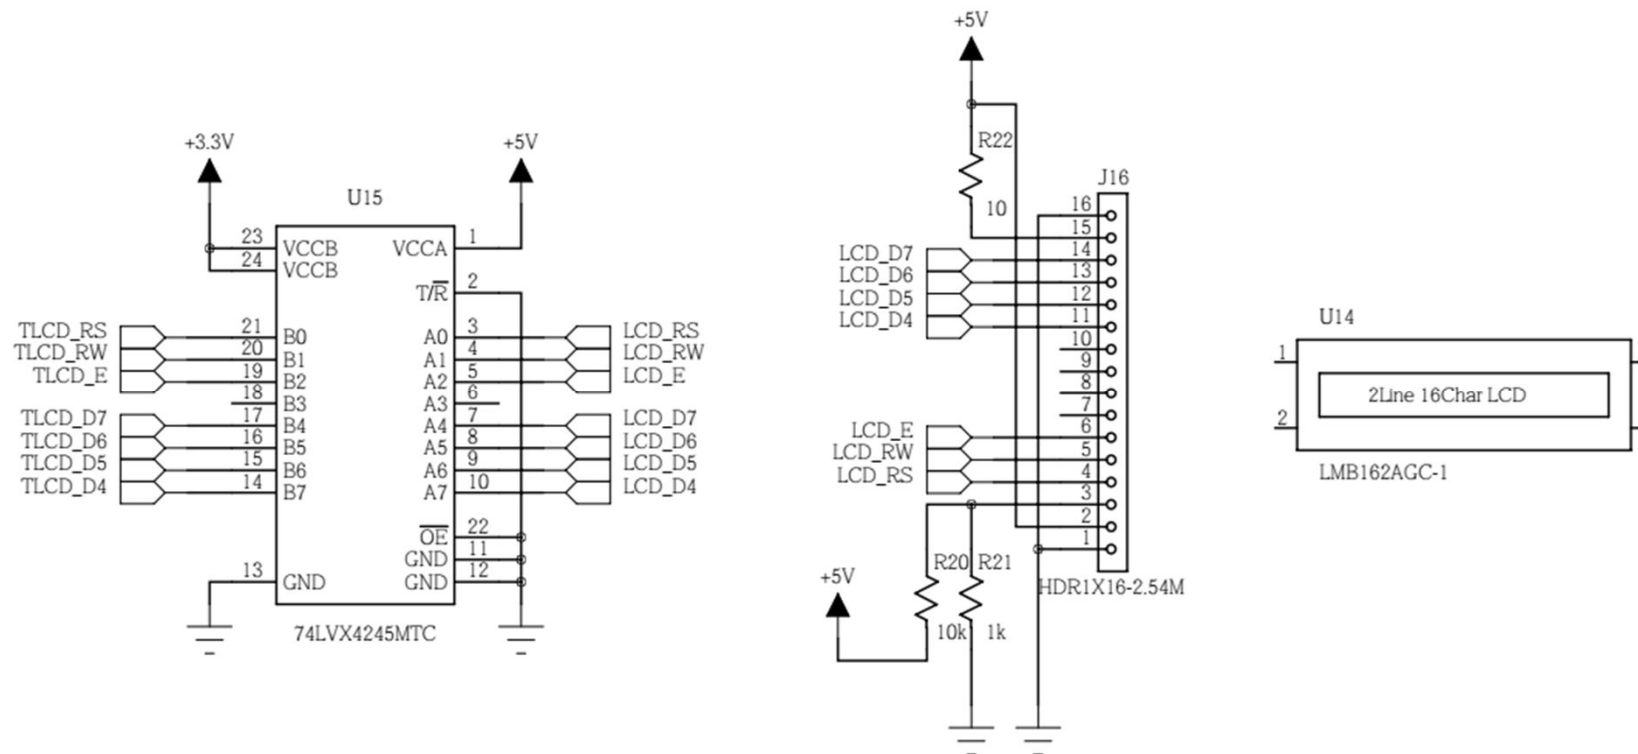 +3.3V
+5V
U15
23 VCCB
24 VCCB
VCCA 1
T/R 2
TLCD_RS 21 B0 A0 3 LCD_RS
TLCD_RW 20 B1 A1 4 LCD_RW
TLCD_E 19 B2 A2 5 LCD_E
18 B3 A3 6
TLCD_D7 17 B4 A4 7 LCD_D7
TLCD_D6 16 B5 A5 8 LCD_D6
TLCD_D5 15 B6 A6 9 LCD_D5
TLCD_D4 14 B7 A7 10 LCD_D4
OE 22
GND 11
13 GND GND 12
74LVX4245MTC
+5V
R22
10
J16
16
15
LCD_D7 14
LCD_D6 13
LCD_D5 12
LCD_D4 11
10
9
8
7
LCD_E 6
LCD_RW 5
LCD_RS 4
3
2
1
R20 R21
+5V
10k 1k
HDR1X16-2.54M
U14
1
2Line 16Char LCD
2
LMB162AGC-1